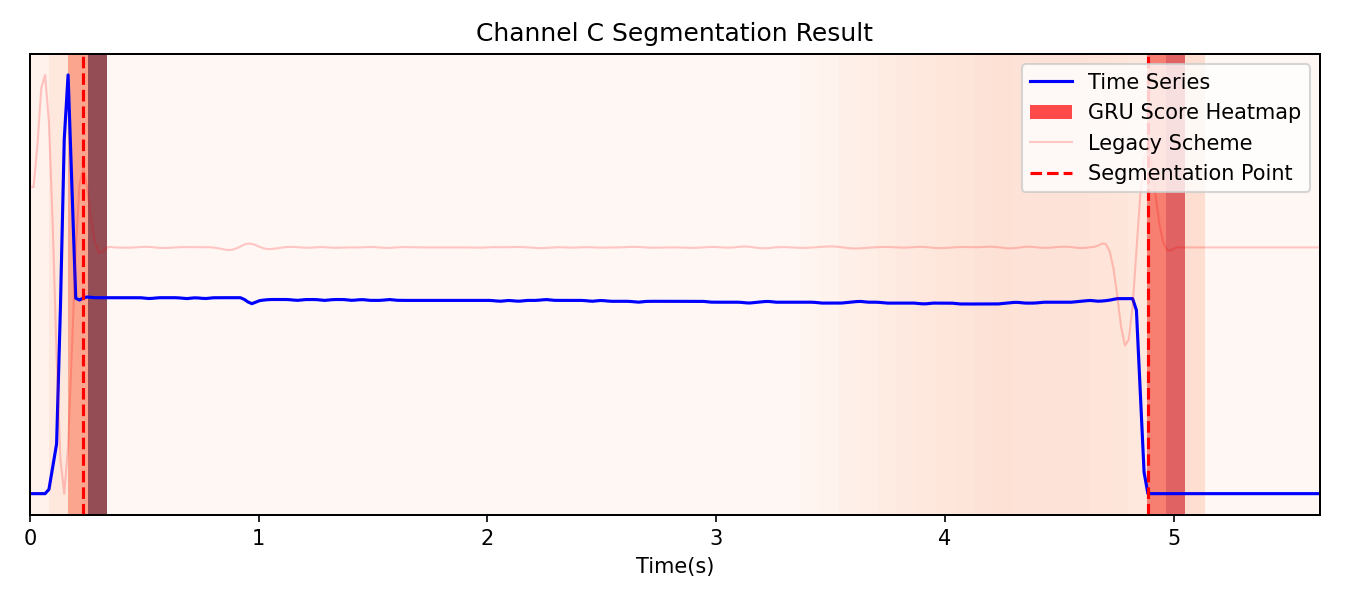 Channel C Segmentation Result
Time Series
GRU Score Heatmap
Legacy Scheme
Segmentation Point
0 1 2 3 4 5
Time(s)